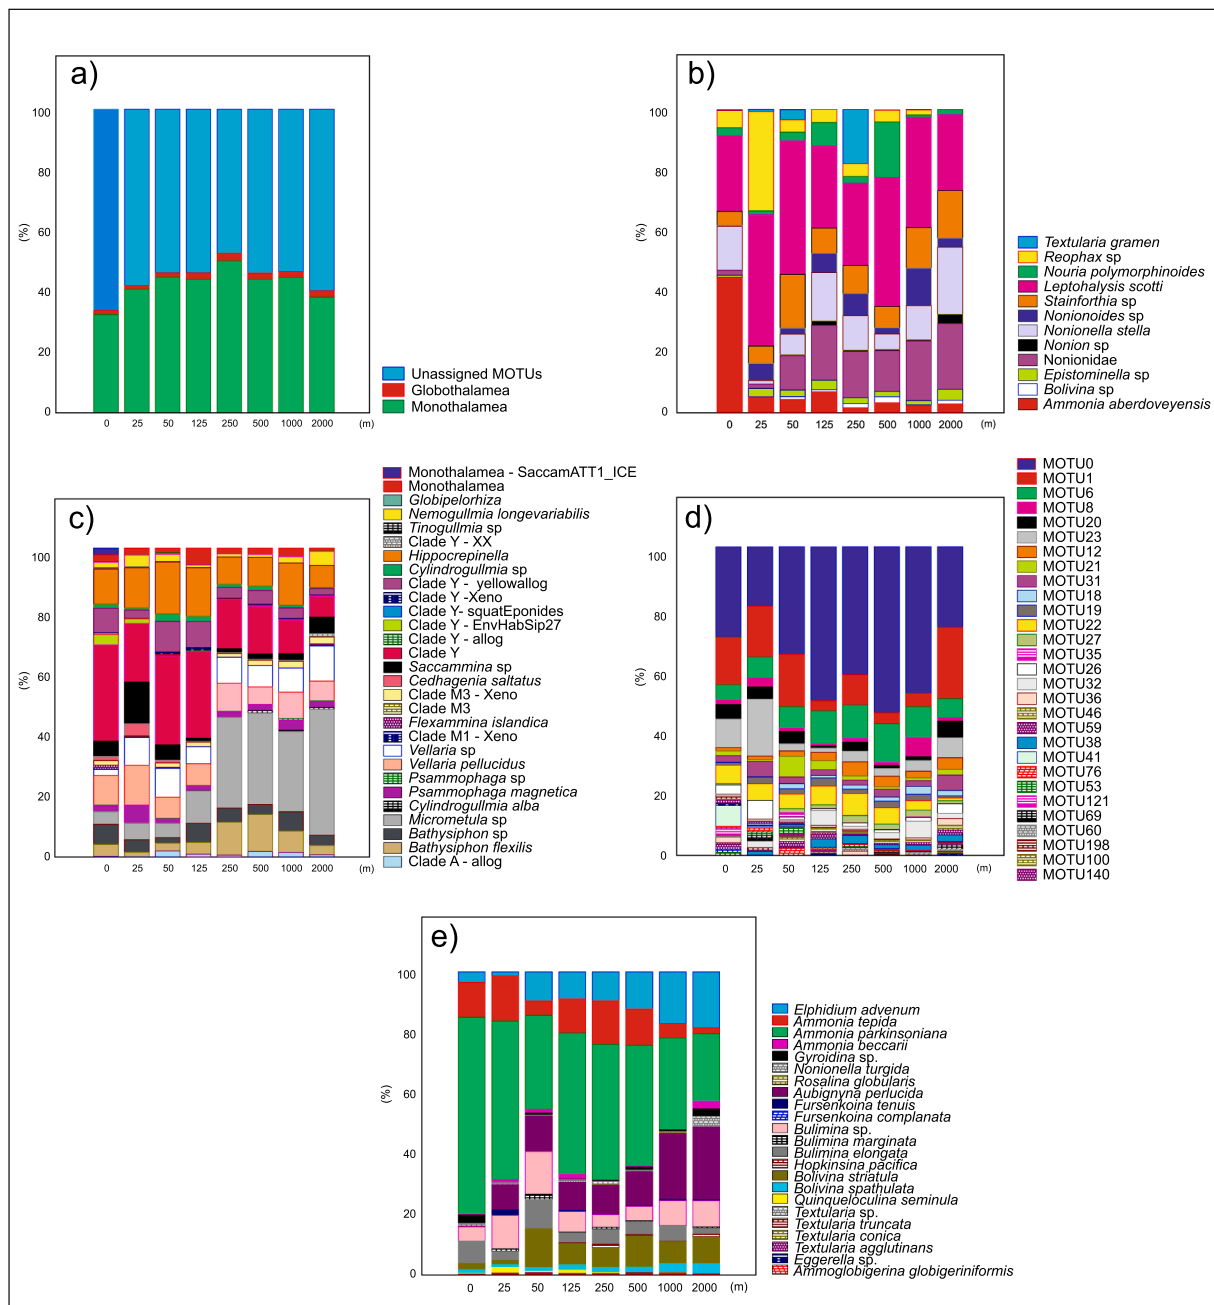 a)
100
80
60
40
20
0
(%)
0 25 50 125 250 500 1000 2000 (m)
Unassigned MOTUs
Globothalamea
Monothalamea
b)
100
80
60
40
20
0
(%)
0 25 50 125 250 500 1000 2000 (m)
Textularia gramen
Reophax sp
Nouria polymorphinoides
Leptohalysis scotti
Stainforthia sp
Nonionoides sp
Nonionella stella
Nonion sp
Nonionidae
Epistominella sp
Bolivina sp
Ammonia aberdoveyensis
c)
100
80
60
40
20
0
(%)
0 25 50 125 250 500 1000 2000 (m)
Monothalamea - SaccamATT1_ICE
Monothalamea
Globipelorhiza
Nemogullmia longevariabilis
Tinogullmia sp
Clade Y - XX
Hippocrepinella
Cylindrogullmia sp
Clade Y - yellowallog
Clade Y -Xeno
Clade Y- squatEponides
Clade Y - EnvHabSip27
Clade Y - allog
Clade Y
Saccammina sp
Cedhagenia saltatus
Clade M3 - Xeno
Clade M3
Flexammina islandica
Clade M1 - Xeno
Vellaria sp
Vellaria pellucidus
Psammophaga sp
Psammophaga magnetica
Cylindrogullmia alba
Micrometula sp
Bathysiphon sp
Bathysiphon flexilis
Clade A - allog
d)
100
80
60
40
20
0
(%)
0 25 50 125 250 500 1000 2000 (m)
MOTU0
MOTU1
MOTU6
MOTU8
MOTU20
MOTU23
MOTU12
MOTU21
MOTU31
MOTU18
MOTU19
MOTU22
MOTU27
MOTU35
MOTU26
MOTU32
MOTU36
MOTU46
MOTU59
MOTU38
MOTU41
MOTU76
MOTU53
MOTU121
MOTU69
MOTU60
MOTU198
MOTU100
MOTU140
e)
100
80
60
40
20
0
(%)
0 25 50 125 250 500 1000 2000 (m)
Elphidium advenum
Ammonia tepida
Ammonia parkinsoniana
Ammonia beccarii
Gyroidina sp.
Nonionella turgida
Rosalina globularis
Aubignyna perlucida
Fursenkoina tenuis
Fursenkoina complanata
Bulimina sp.
Bulimina marginata
Bulimina elongata
Hopkinsina pacifica
Bolivina striatula
Bolivina spathulata
Quinqueloculina seminula
Textularia sp.
Textularia truncata
Textularia conica
Textularia agglutinans
Eggerella sp.
Ammoglobigerina globigeriniformis